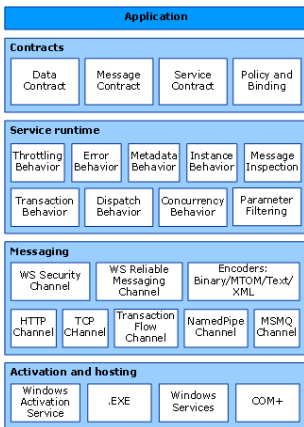 Application
Contracts
Data
Contract
Message
Contract
Service
Contract
Policy and
Binding
Service runtime
Throttling
Behavior
Error
Behavior
Metadata
Behavior
Instance
Behavior
Message
Inspection
Transaction
Behavior
Dispatch
Behavior
Concurrency
Behavior
Parameter
Filtering
Messaging
WS Security
Channel
WS Reliable
Messaging
Channel
Encoders:
Binary/MTOM/Text/
XML
HTTP
Channel
TCP
CHannel
Transaction
Flow
Channel
NamedPipe
Channel
MSMQ
Channel
Activation and hosting
Windows
Activation
Service
.EXE
Windows
Services
COM+